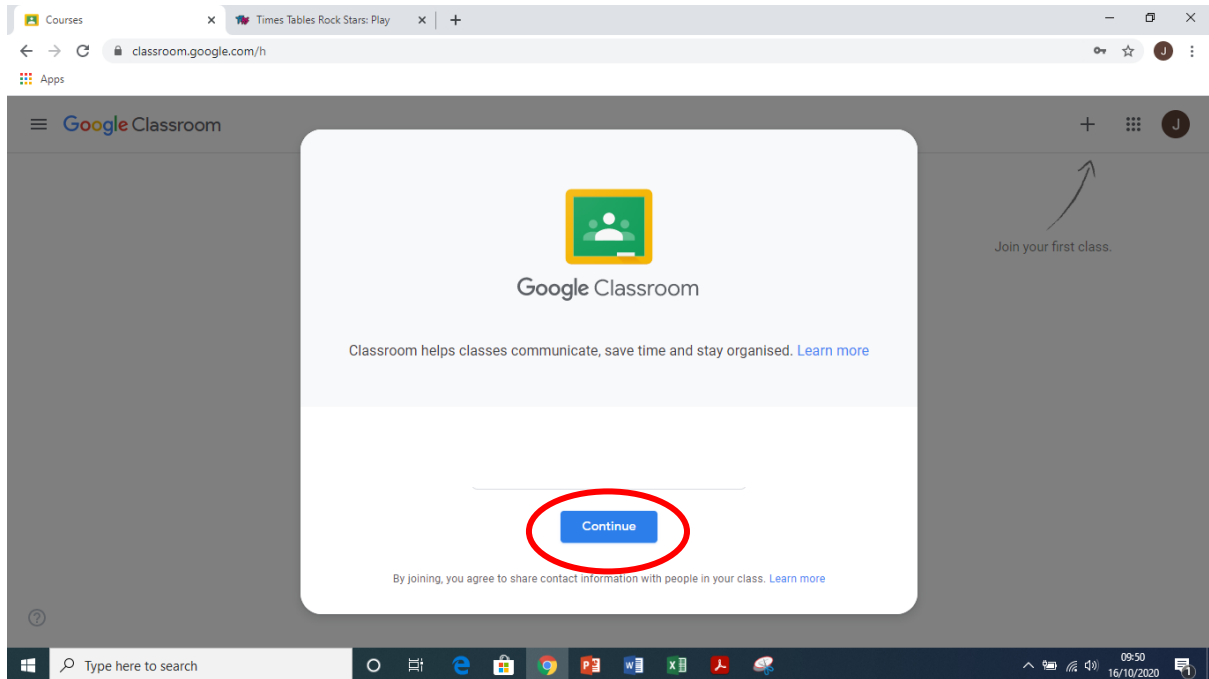 Courses
Times Tables Rock Stars: Play
classroom.google.com/h
J
Apps
Google Classroom
J
Join your first class.
Google Classroom
Classroom helps classes communicate, save time and stay organised. Learn more
Continue
By joining, you agree to share contact information with people in your class. Learn more
Type here to search
09:50
16/10/2020
1